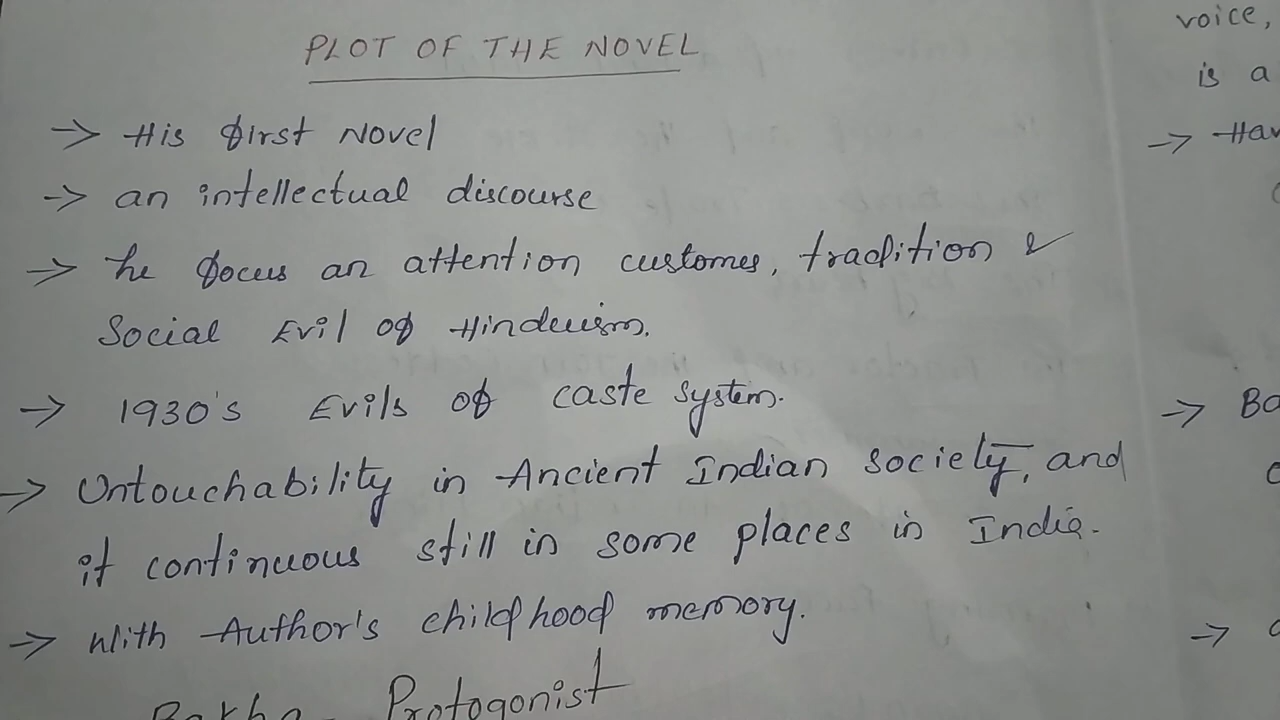 PLOT OF THE NOVEL
→ His first Novel
→ an intellectual discourse
→ he focus an attention customes, tradition &
Social Evil of Hinduism.
→ 1930's Evils of caste system.
→ Untouchability in Ancient Indian society, and
it continuous still in some places in India.
→ With Author's childhood memory.
Bakha - Protogonist
voice,
is a
→ Hav
→ Ba
→